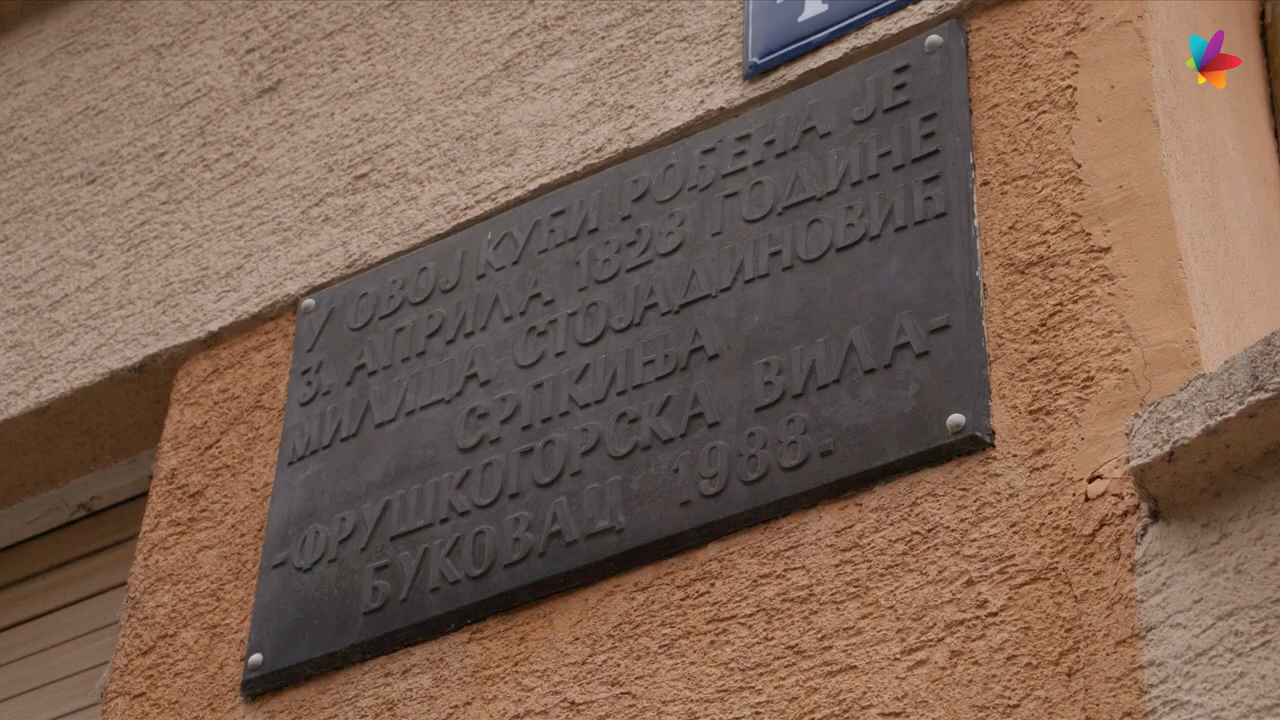 У ОВОЈ КУЋИ РОЂЕНА ЈЕ
3. АПРИЛА 1828 ГОДИНЕ
МИЛИЦА СТОЈАДИНОВИЋ
СРПКИЊА
-ФРУШКОГОРСКА ВИЛА-
БУКОВАЦ 1988.